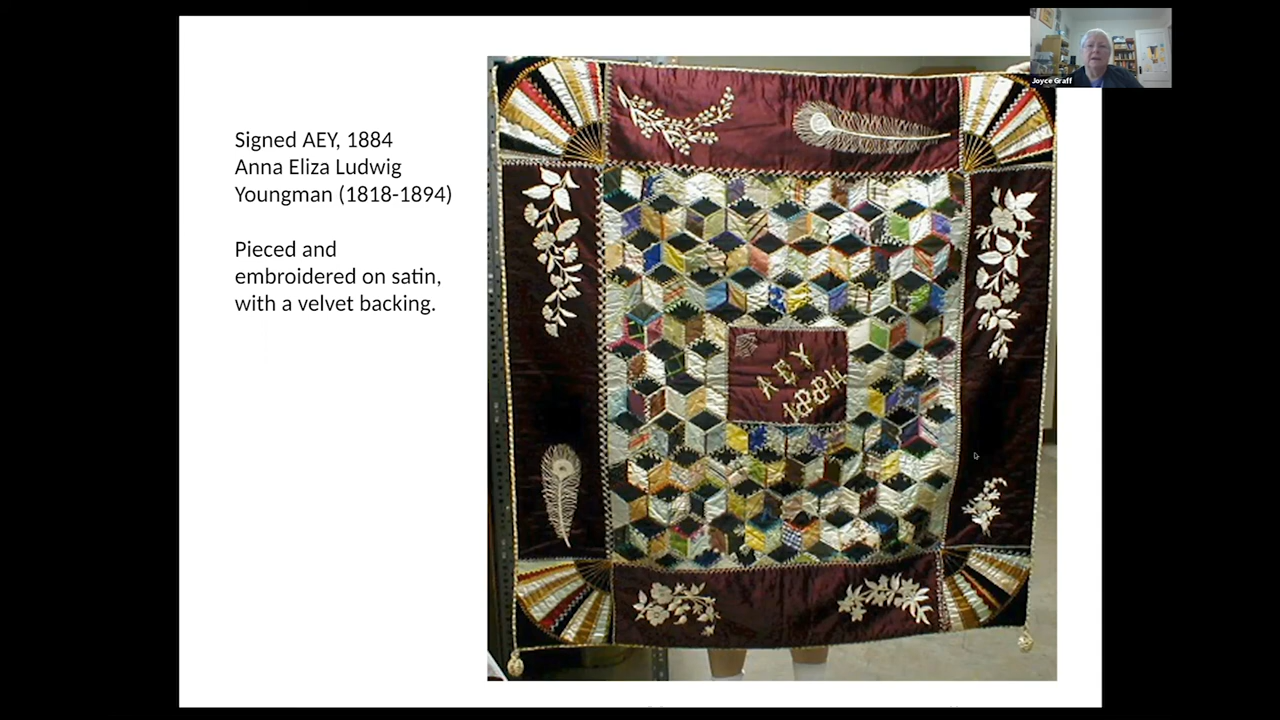 Signed AEY, 1884
Anna Eliza Ludwig
Youngman (1818-1894)
Pieced and
embroidered on satin,
with a velvet backing.
AEY
1884
Joyce Graff